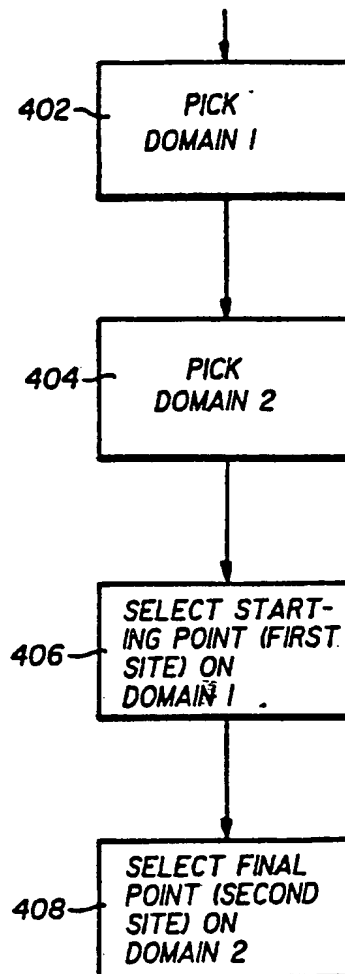 402
PICK
DOMAIN 1
404
PICK
DOMAIN 2
406
SELECT START-
ING POINT (FIRST
SITE) ON
DOMAIN 1
408
SELECT FINAL
POINT (SECOND
SITE) ON
DOMAIN 2